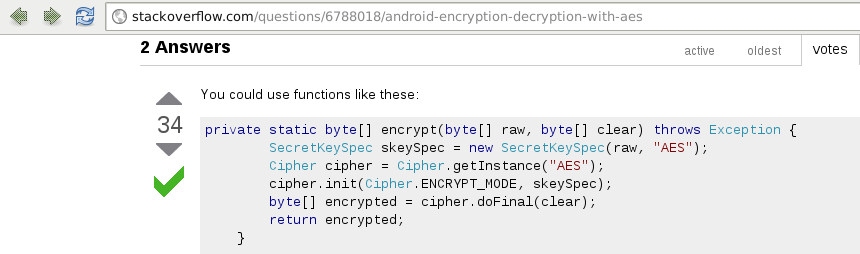 stackoverflow.com/questions/6788018/android-encryption-decryption-with-aes
2 Answers
active oldest votes
You could use functions like these:
34
private static byte[] encrypt(byte[] raw, byte[] clear) throws Exception {
SecretKeySpec skeySpec = new SecretKeySpec(raw, "AES");
Cipher cipher = Cipher.getInstance("AES");
cipher.init(Cipher.ENCRYPT_MODE, skeySpec);
byte[] encrypted = cipher.doFinal(clear);
return encrypted;
}